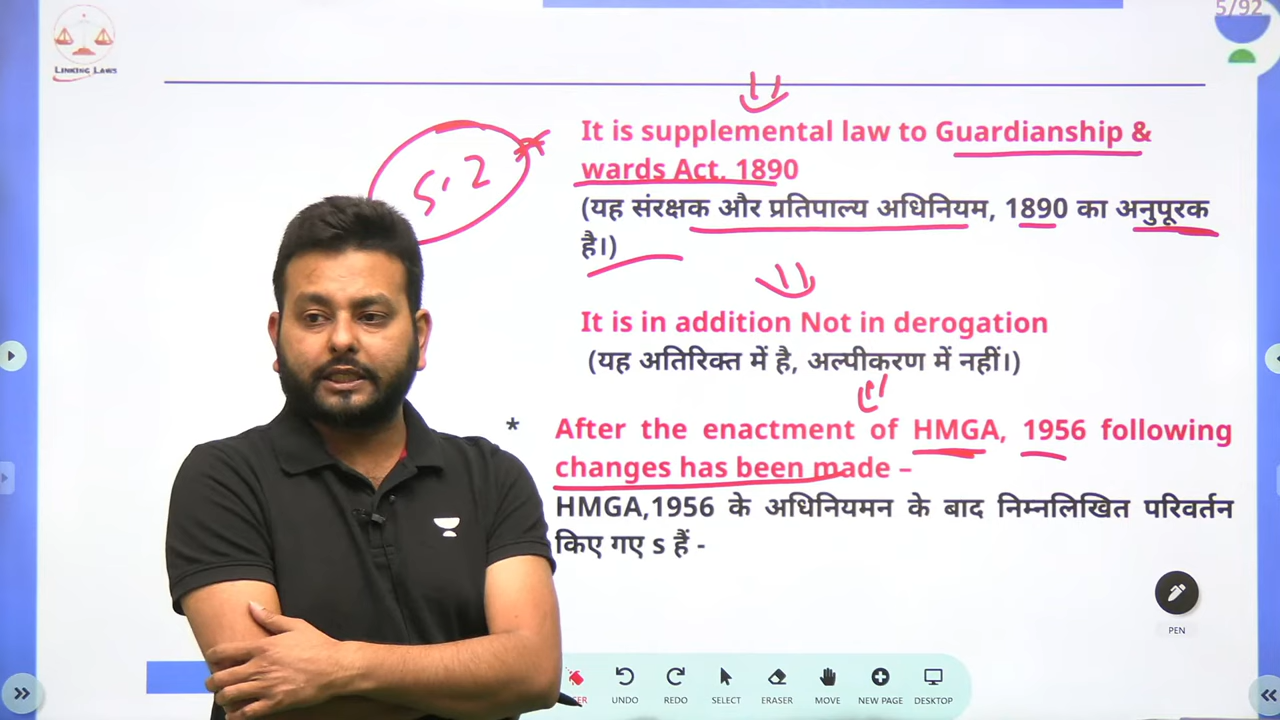 5/92
LINKING LAWS
It is supplemental law to Guardianship &
wards Act, 1890
(यह संरक्षक और प्रतिपाल्य अधिनियम, 1890 का अनुपूरक
है।)
S.2
It is in addition Not in derogation
(यह अतिरिक्त में है, अल्पीकरण में नहीं।)
* After the enactment of HMGA, 1956 following
changes has been made –
HMGA,1956 के अधिनियमन के बाद निम्नलिखित परिवर्तन
किए गए s हैं -
PEN
UNDO REDO SELECT ERASER MOVE NEW PAGE DESKTOP